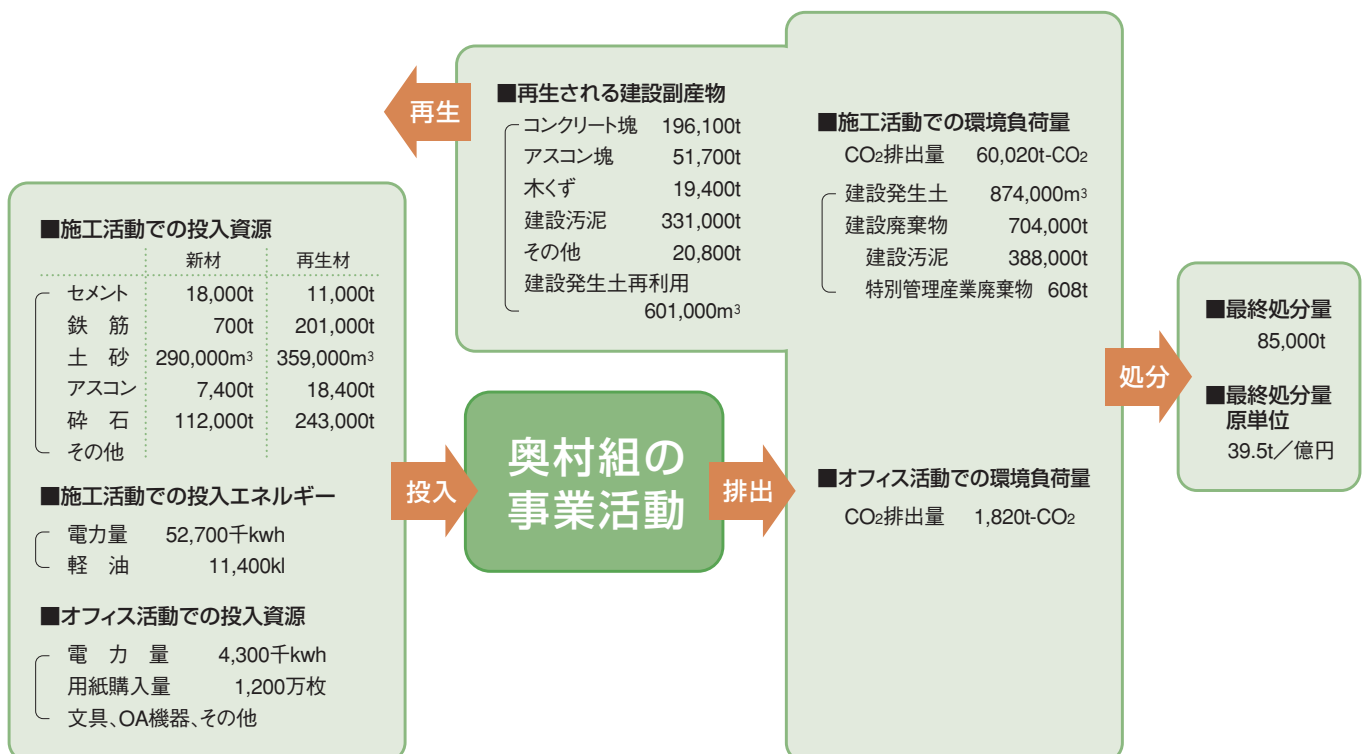 ■施工活動での投入資源
新材 再生材
セメント 18,000t 11,000t
鉄 筋 700t 201,000t
土 砂 290,000m³ 359,000m³
アスコン 7,400t 18,400t
砕 石 112,000t 243,000t
その他
■施工活動での投入エネルギー
電力量 52,700千kwh
軽 油 11,400kl
■オフィス活動での投入資源
電 力 量 4,300千kwh
用紙購入量 1,200万枚
文具、OA機器、その他
投入
奥村組の
事業活動
排出
再生
■再生される建設副産物
コンクリート塊 196,100t
アスコン塊 51,700t
木くず 19,400t
建設汚泥 331,000t
その他 20,800t
建設発生土再利用
601,000m³
■施工活動での環境負荷量
CO₂排出量 60,020t-CO₂
建設発生土 874,000m³
建設廃棄物 704,000t
建設汚泥 388,000t
特別管理産業廃棄物 608t
■オフィス活動での環境負荷量
CO₂排出量 1,820t-CO₂
処分
■最終処分量
85,000t
■最終処分量
原単位
39.5t／億円